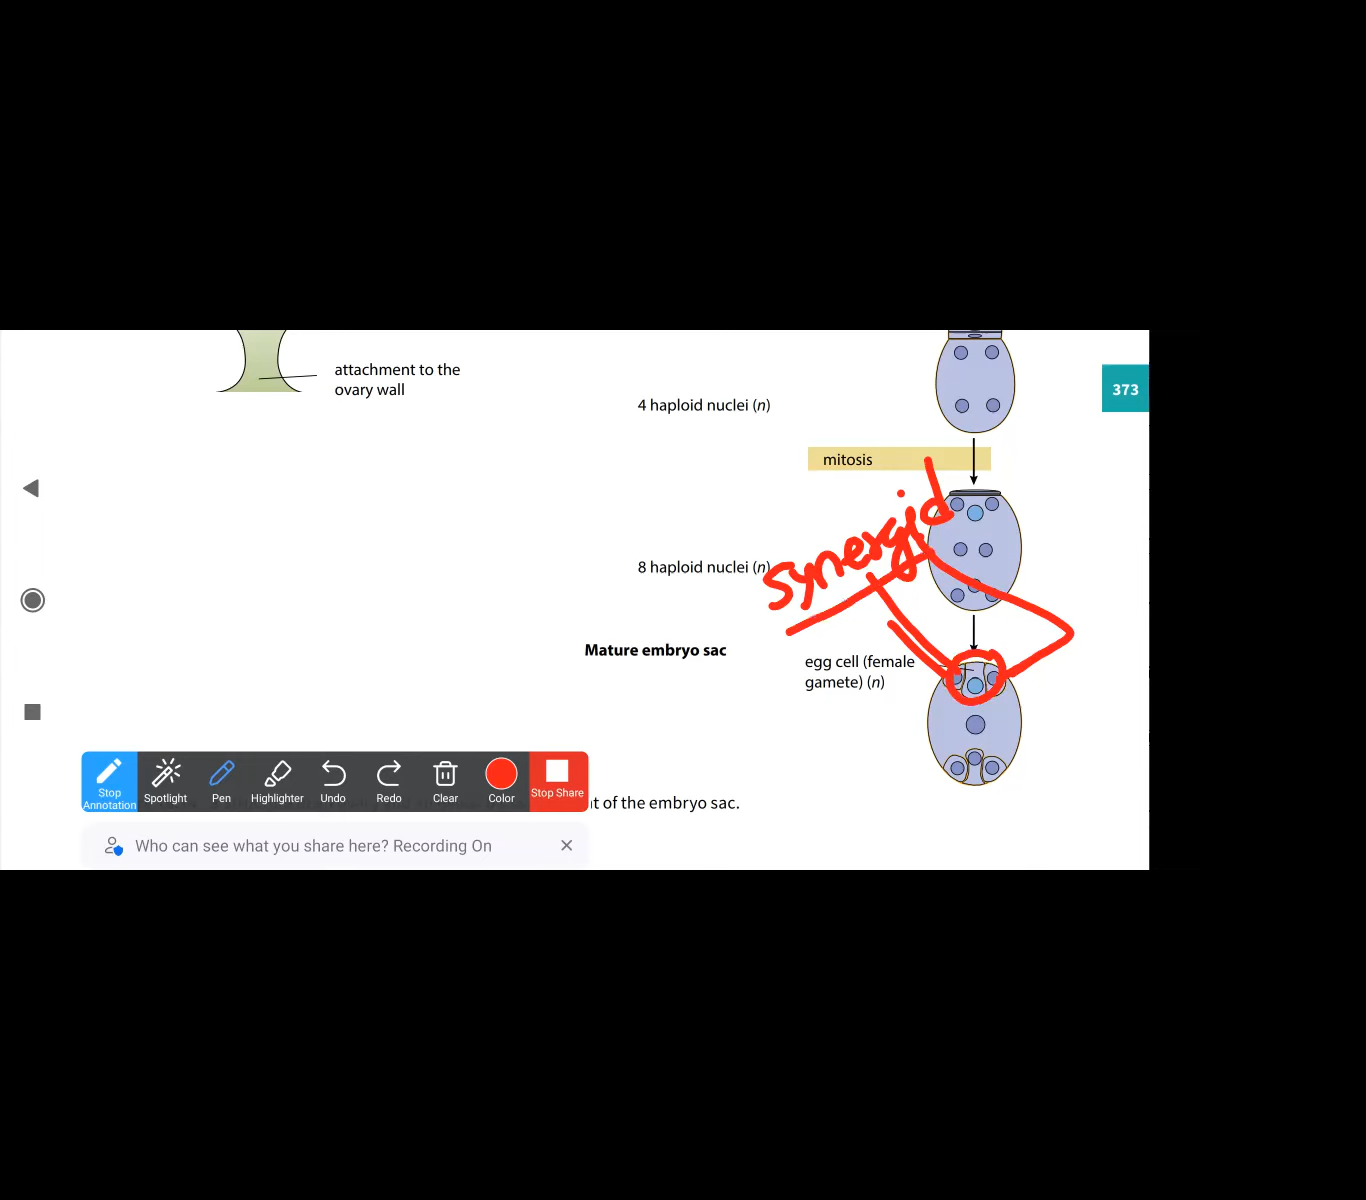 attachment to the
ovary wall
4 haploid nuclei (n)
373
mitosis
synergid
8 haploid nuclei (n)
Mature embryo sac
egg cell (female
gamete) (n)
Stop
Annotation
Spotlight
Pen
Highlighter
Undo
Redo
Clear
Color
Stop Share
t of the embryo sac.
Who can see what you share here? Recording On